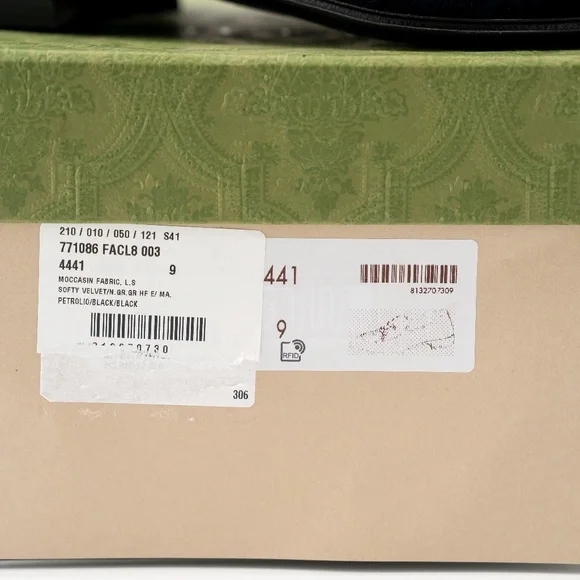 210 / 010 / 050 / 121 S41
771086 FACL8 003
4441 9
MOCCASIN FABRIC, L.S
SOFTY VELVET/N.GR.GR HF E/ MA.
PETROLIO/BLACK/BLACK
306
441
8132707309
9
RFID